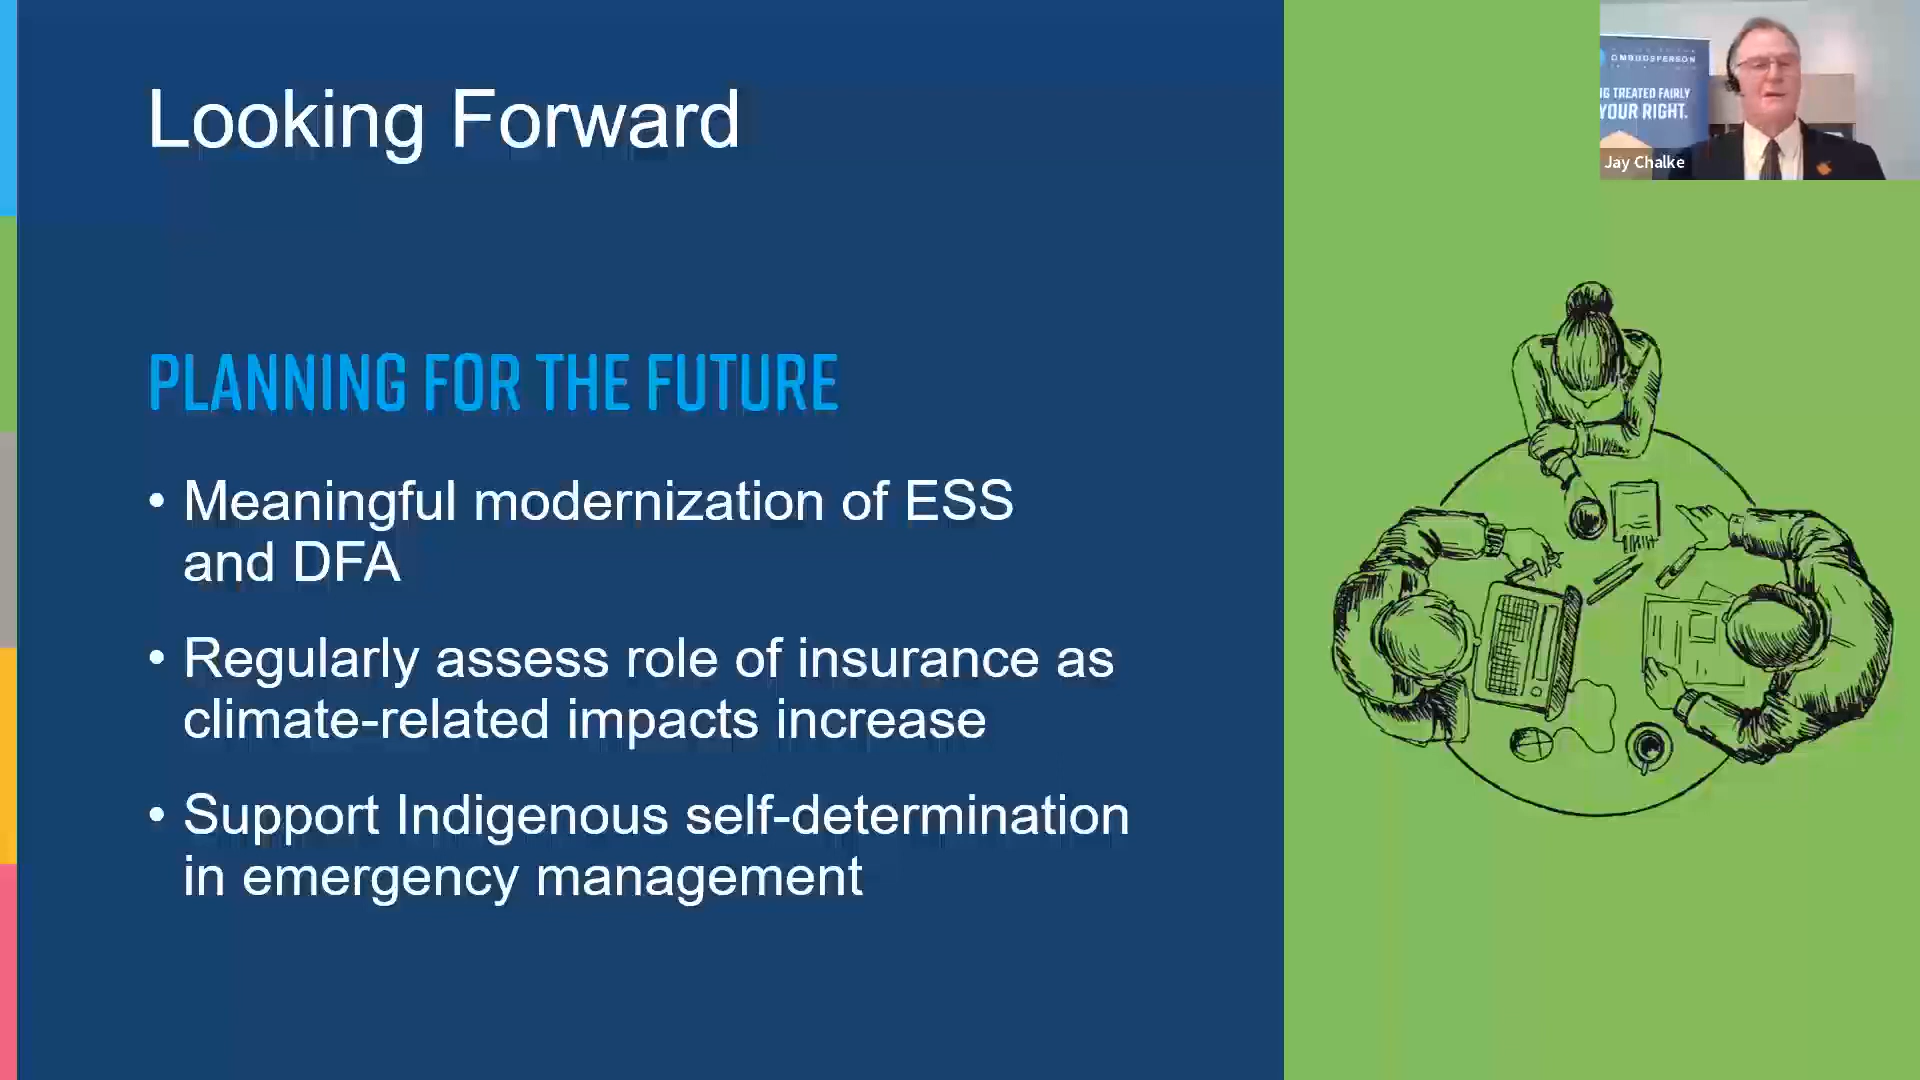 Looking Forward
OMBUDSPERSON
TREATED FAIRLY
YOUR RIGHT.
Jay Chalke
PLANNING FOR THE FUTURE
• Meaningful modernization of ESS
and DFA
• Regularly assess role of insurance as
climate-related impacts increase
• Support Indigenous self-determination
in emergency management